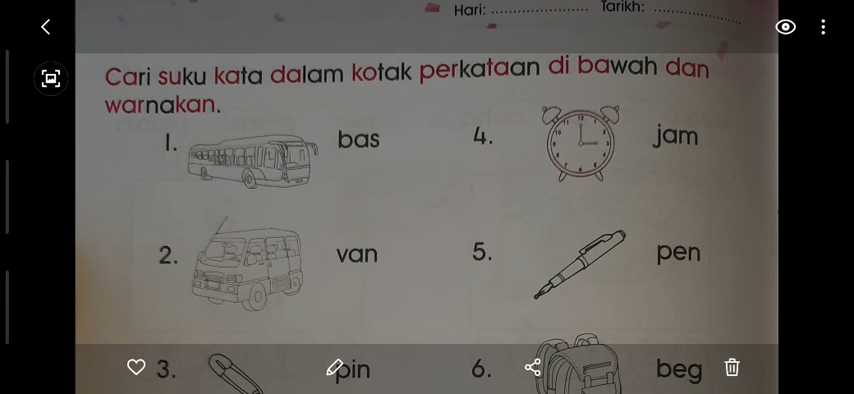 Hari: ........................ Tarikh: ........................
Cari suku kata dalam kotak perkataan di bawah dan
warnakan.
1. bas 4. jam
2. van 5. pen
3. pin 6. beg